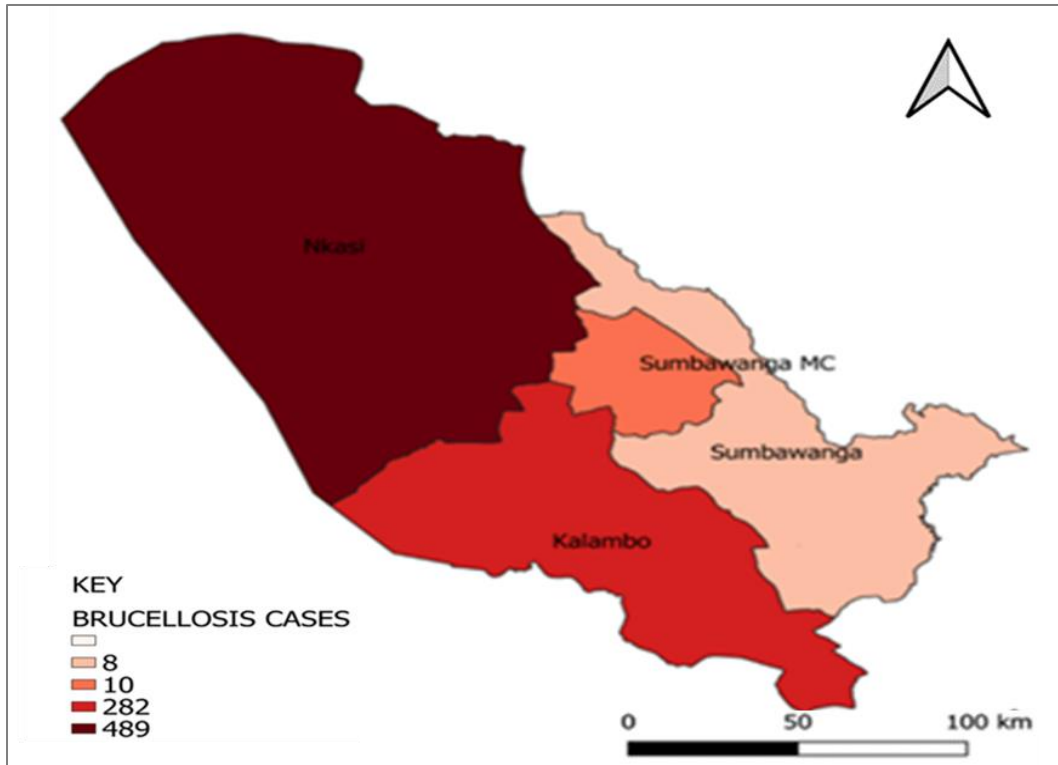 Nkasi
Sumbawanga MC
Sumbawanga
Kalambo
KEY
BRUCELLOSIS CASES
8
10
282
489
0 50 100 km